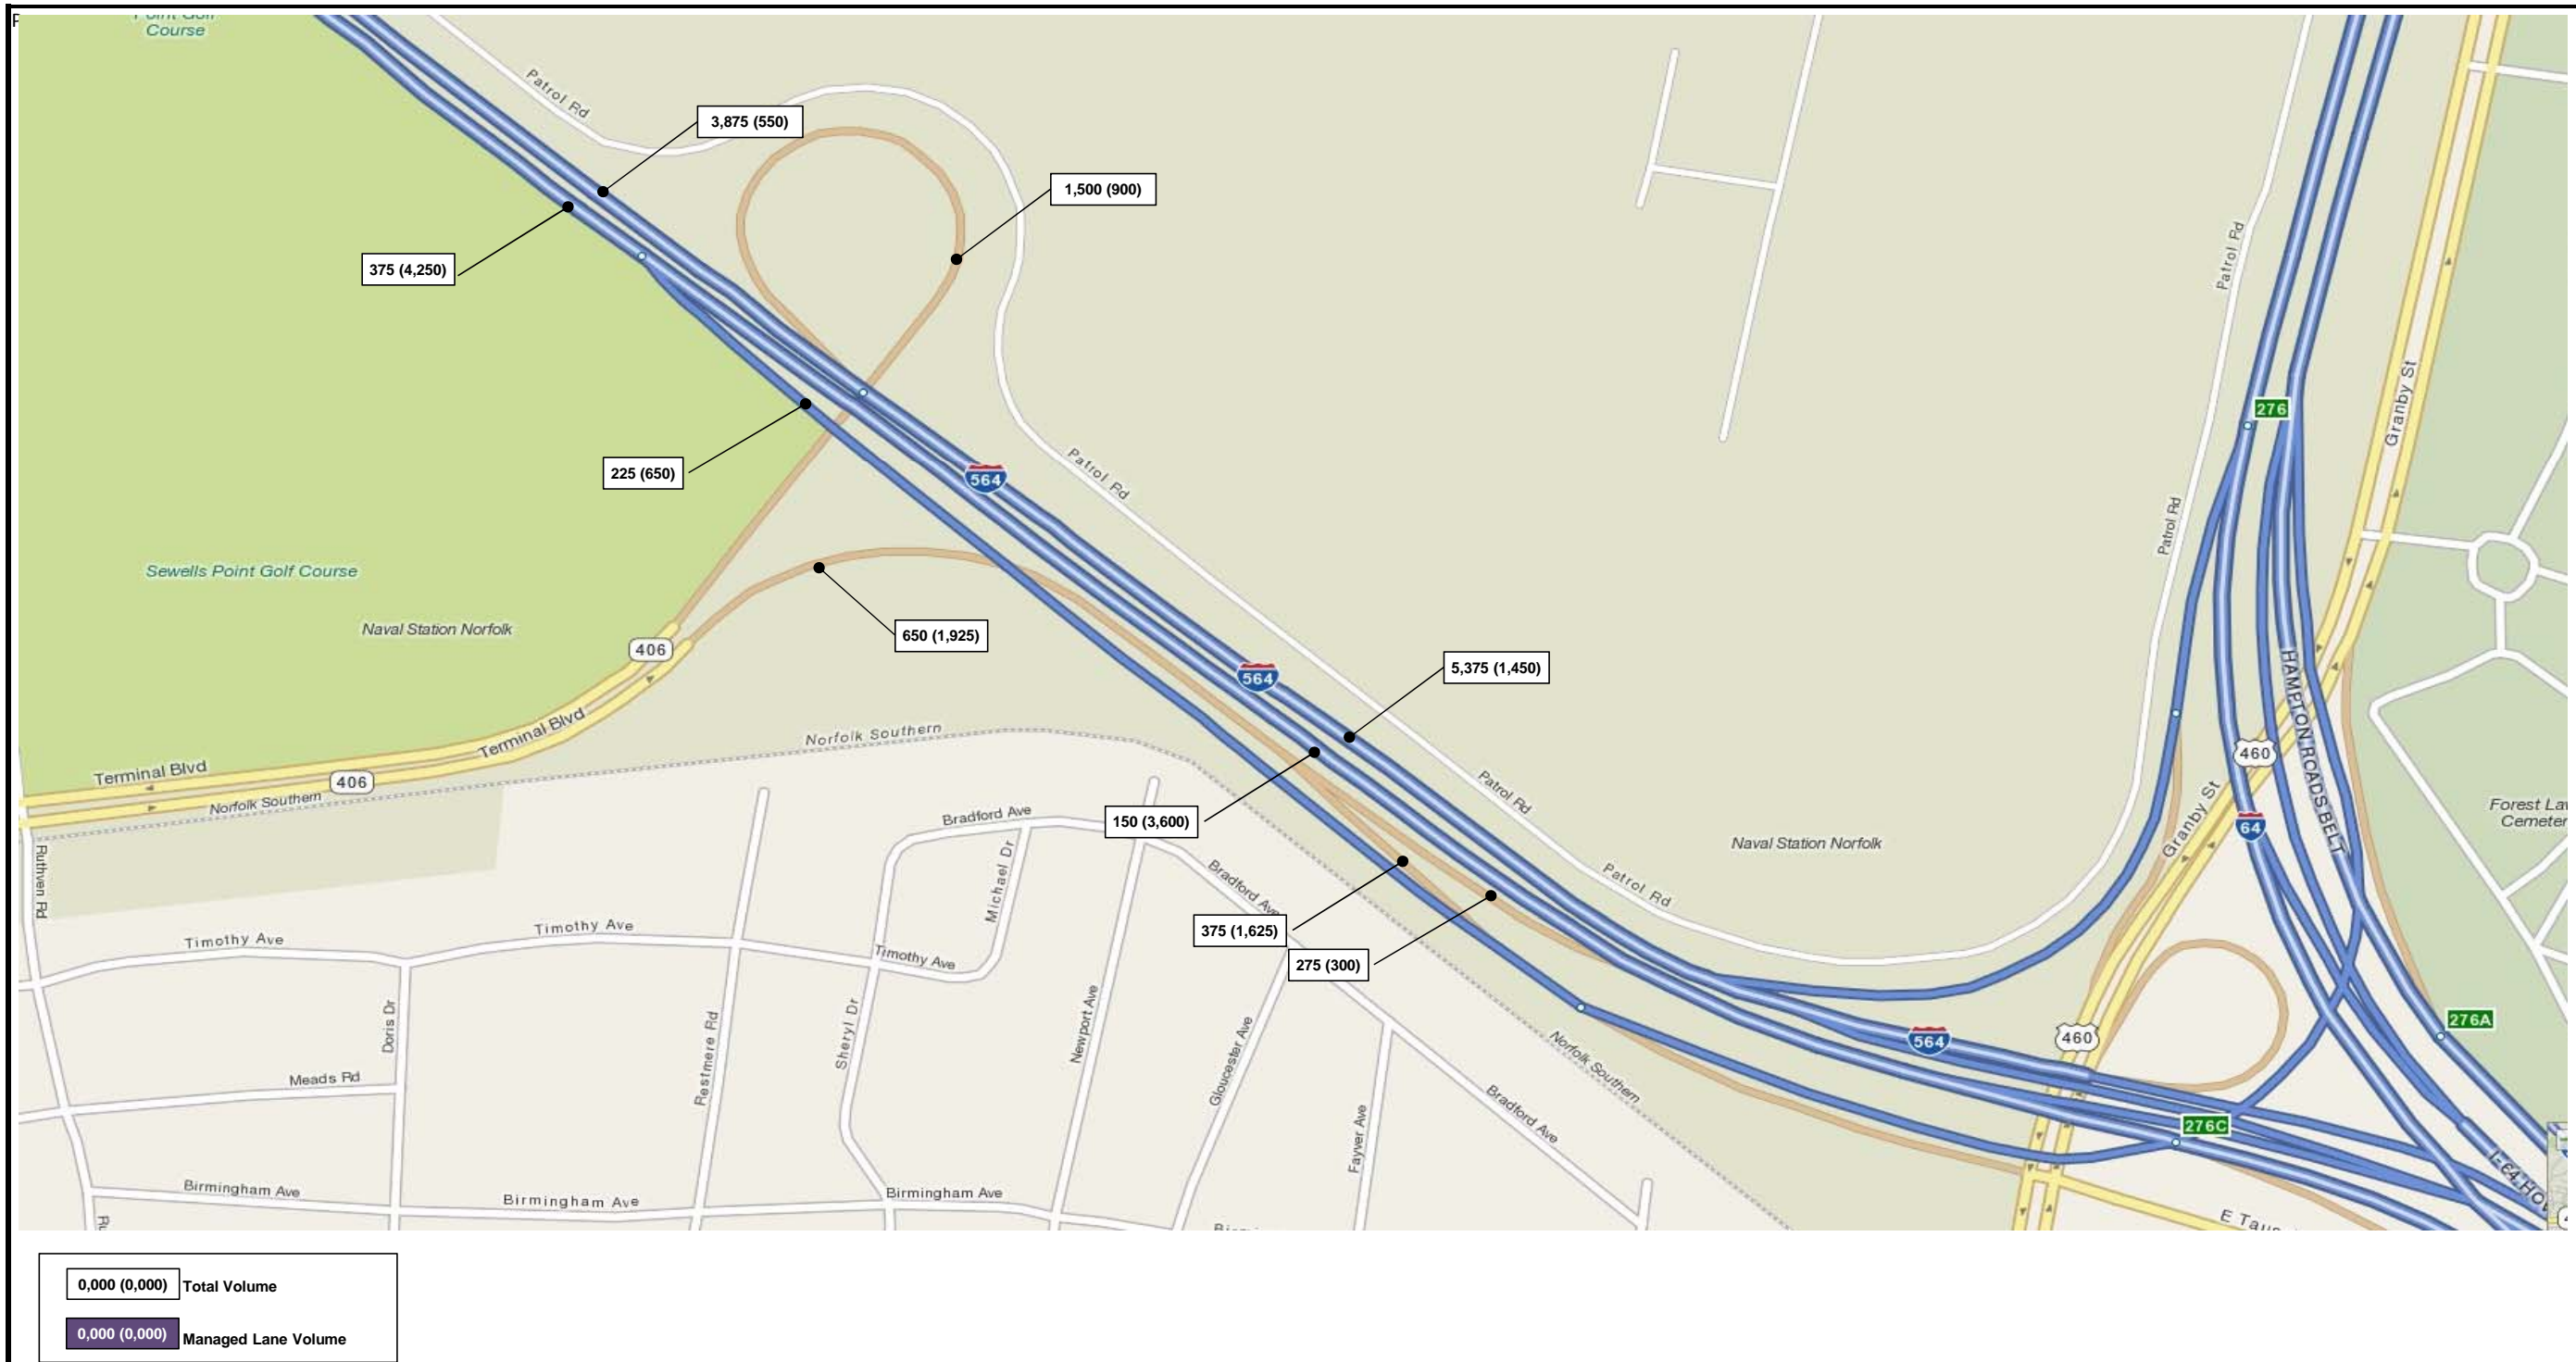 P
Point Golf
Course
Patrol Rd
3,875 (550)
1,500 (900)
375 (4,250)
Patrol Rd
276
Granby St
564
Patrol Rd
225 (650)
Patrol Rd
Sewells Point Golf Course
Naval Station Norfolk
406
650 (1,925)
564
5,375 (1,450)
HAMPTON ROADS BELT
Terminal Blvd
Norfolk Southern
460
Terminal Blvd
406
Norfolk Southern
Patrol Rd
Granby St
64
Forest
150 (3,600)
Bradford Ave
Naval Station Norfolk
Ruthven Rd
Michael Dr
Bradford Ave
Patrol Rd
375 (1,625)
Timothy Ave
Timothy Ave
Timothy Ave
275 (300)
276A
Doris Dr
Restmere Rd
Sheryl Dr
Newport Ave
Gloucester Ave
Norfolk Southern
564
460
Meads Rd
Bradford Ave
276C
Fayver Ave
I-64 HO
Birmingham Ave
Birmingham Ave
Birmingham Ave
E
0,000 (0,000) Total Volume
0,000 (0,000) Managed Lane Volume